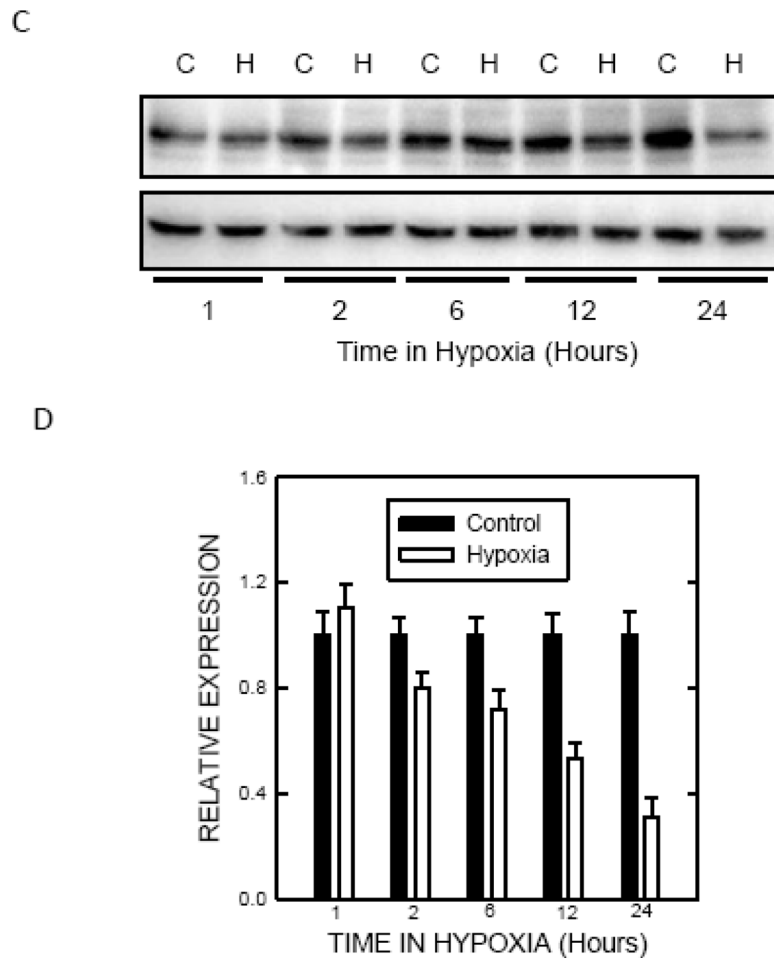 C
C H C H C H C H C H
1 2 6 12 24
Time in Hypoxia (Hours)
D
1.6
1.2
0.8
0.4
0.0
RELATIVE EXPRESSION
Control
Hypoxia
1 2 6 12 24
TIME IN HYPOXIA (Hours)